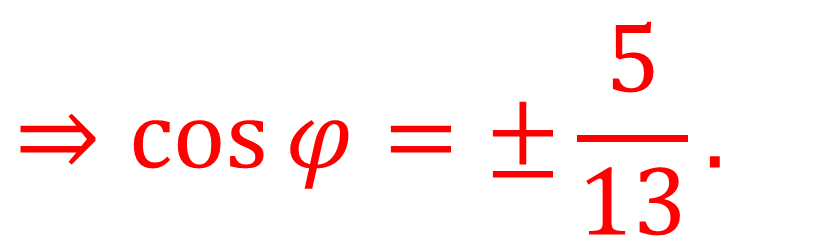 ⇒ cos φ = ± 5/13 .